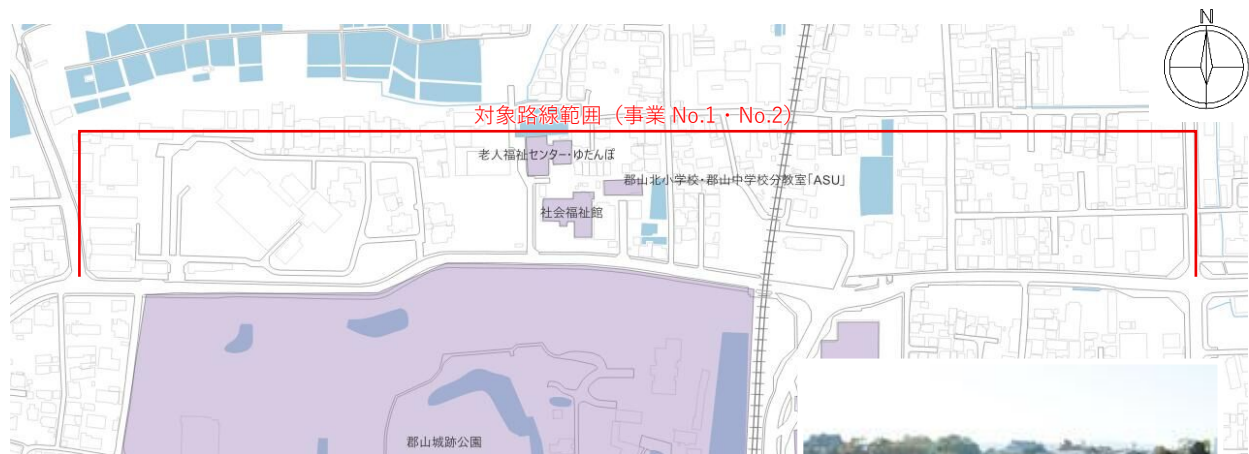 N
対象路線範囲（事業 No.1・No.2）
老人福祉センター・ゆだんぽ
郡山北小学校・郡山中学校分教室「ASU」
社会福祉館
郡山城跡公園